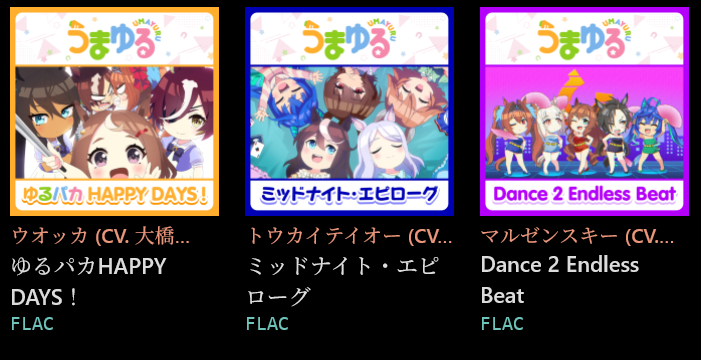 UMAYURU
うまゆる
ゆるパカ HAPPY DAYS!
ウオッカ (CV. 大橋...
ゆるパカHAPPY
DAYS!
FLAC
UMAYURU
うまゆる
ミッドナイト・エピローグ
トウカイテイオー (CV...
ミッドナイト・エピ
ローグ
FLAC
UMAYURU
うまゆる
Dance 2 Endless Beat
マルゼンスキー (CV....
Dance 2 Endless
Beat
FLAC